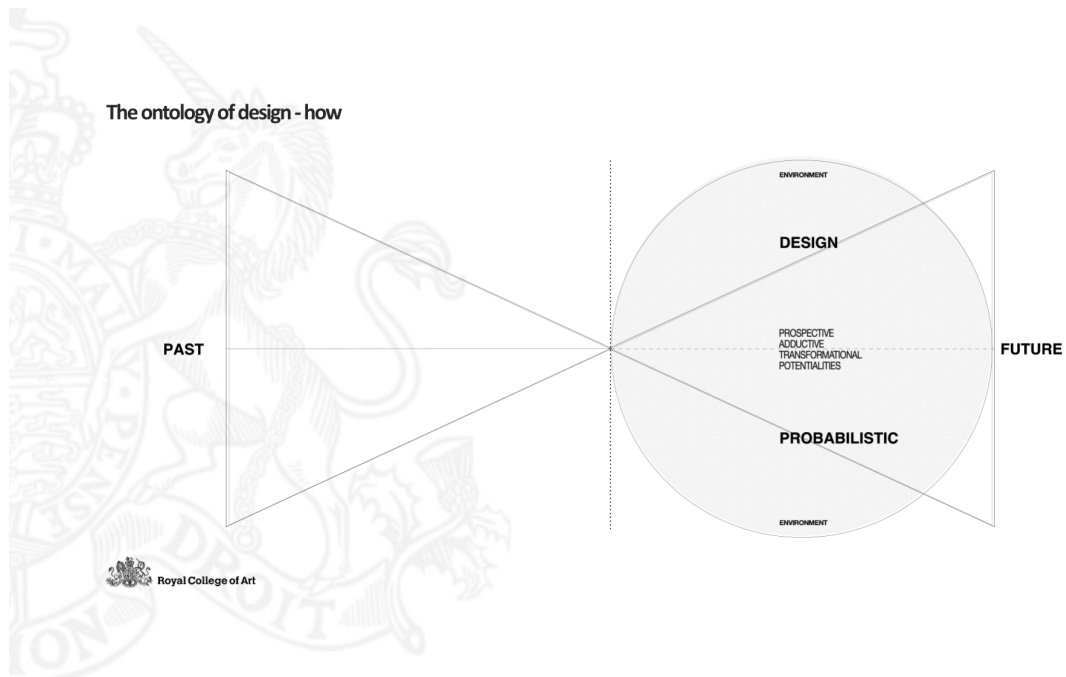 The ontology of design - how
ENVIRONMENT
DESIGN
PROSPECTIVE
ADDUCTIVE
TRANSFORMATIONAL
POTENTIALITIES
PAST
FUTURE
PROBABILISTIC
ENVIRONMENT
Royal College of Art
DROIT